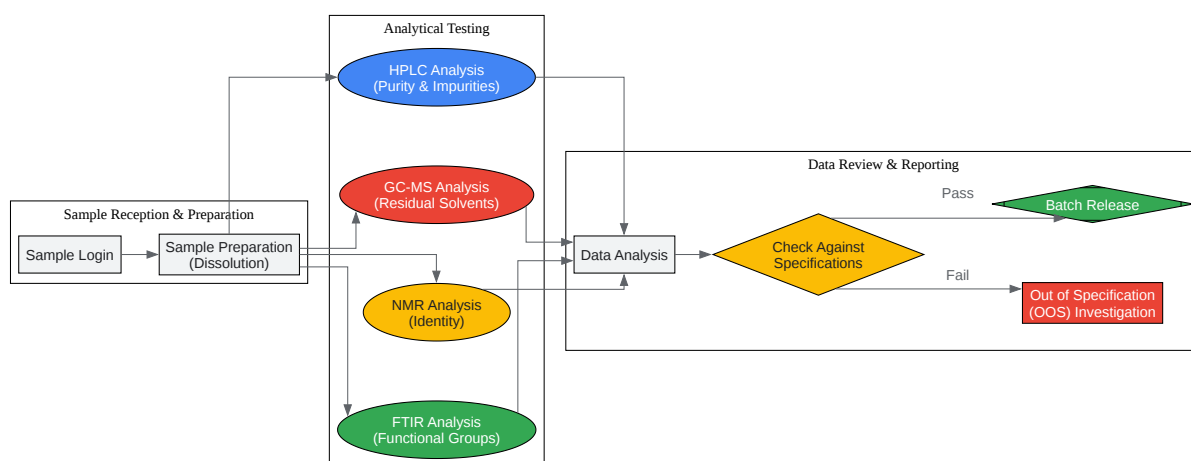 Analytical Testing
HPLC Analysis
(Purity & Impurities)
GC-MS Analysis
(Residual Solvents)
NMR Analysis
(Identity)
FTIR Analysis
(Functional Groups)
Sample Reception & Preparation
Sample Login
Sample Preparation
(Dissolution)
Data Review & Reporting
Data Analysis
Check Against
Specifications
Pass
Batch Release
Fail
Out of Specification
(OOS) Investigation